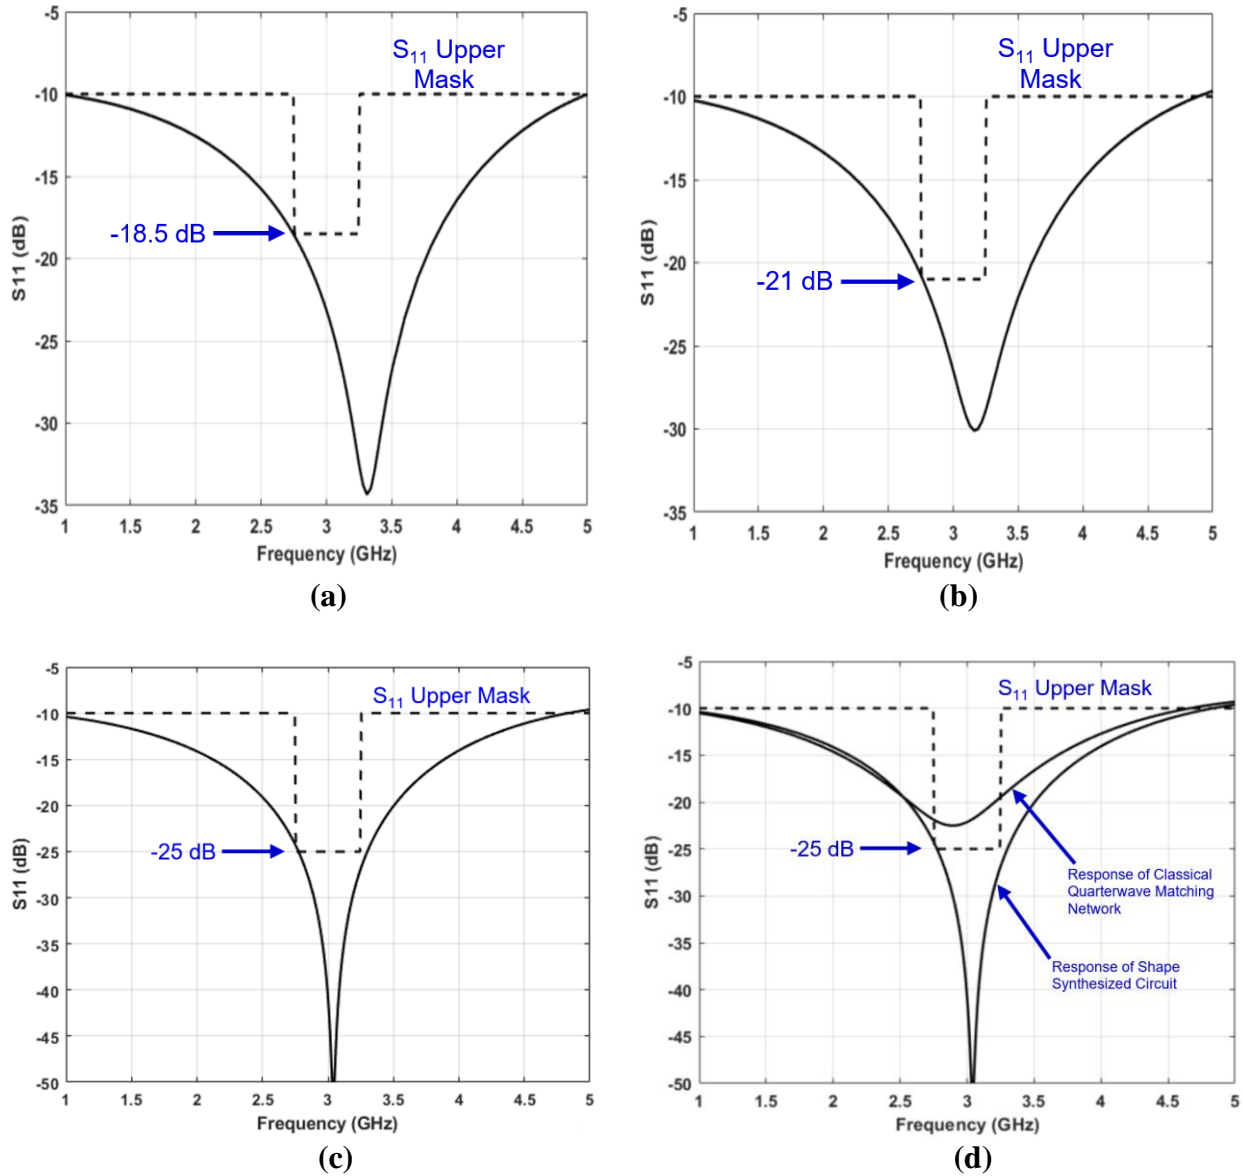 -5
-10
-15
-20
-25
-30
-35
S11 (dB)
S₁₁ Upper
Mask
-18.5 dB
1 1.5 2 2.5 3 3.5 4 4.5 5
Frequency (GHz)
(a)
-5
-10
-15
-20
-25
-30
-35
S11 (dB)
S₁₁ Upper
Mask
-21 dB
1 1.5 2 2.5 3 3.5 4 4.5 5
Frequency (GHz)
(b)
-5
-10
-15
-20
-25
-30
-35
-40
-45
-50
S11 (dB)
S₁₁ Upper Mask
-25 dB
1 1.5 2 2.5 3 3.5 4 4.5 5
Frequency (GHz)
(c)
-5
-10
-15
-20
-25
-30
-35
-40
-45
-50
S11 (dB)
S₁₁ Upper Mask
-25 dB
Response of Classical
Quarterwave Matching
Network
Response of Shape
Synthesized Circuit
1 1.5 2 2.5 3 3.5 4 4.5 5
Frequency (GHz)
(d)